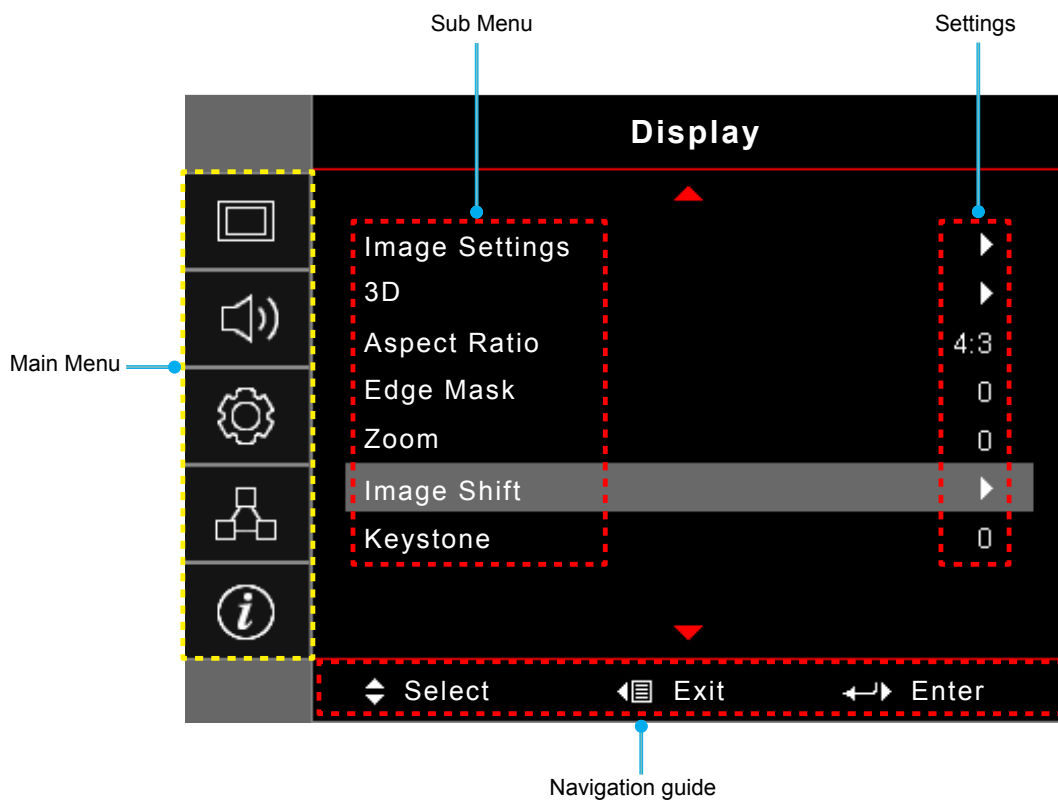 Sub Menu Settings
Display
Image Settings
3D
Aspect Ratio 4:3
Main Menu
Edge Mask 0
Zoom 0
Image Shift
Keystone 0
i
Select Exit Enter
Navigation guide